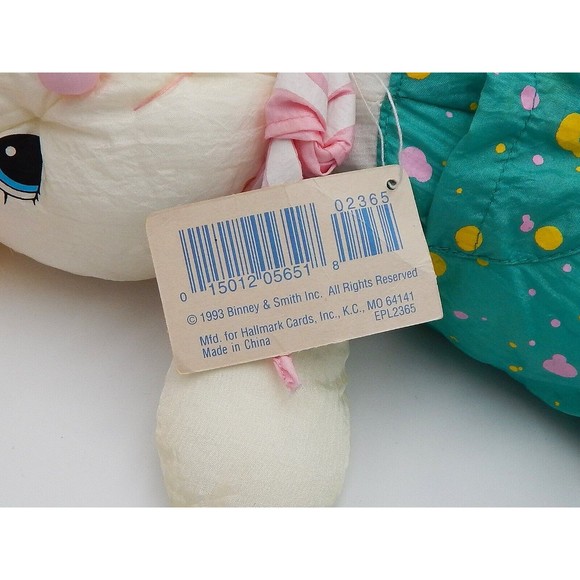 02365
0 15012 05651 8
© 1993 Binney & Smith Inc. All Rights Reserved
Mfd. for Hallmark Cards, Inc., K.C., MO 64141
Made in China
EPL2365